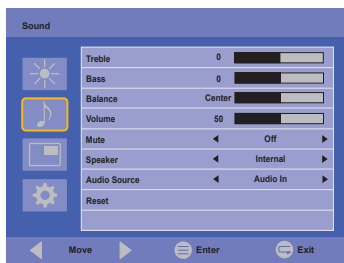 Sound
Treble 0
Bass 0
Balance Center
Volume 50
Mute Off
Speaker Internal
Audio Source Audio In
Reset
Move Enter Exit